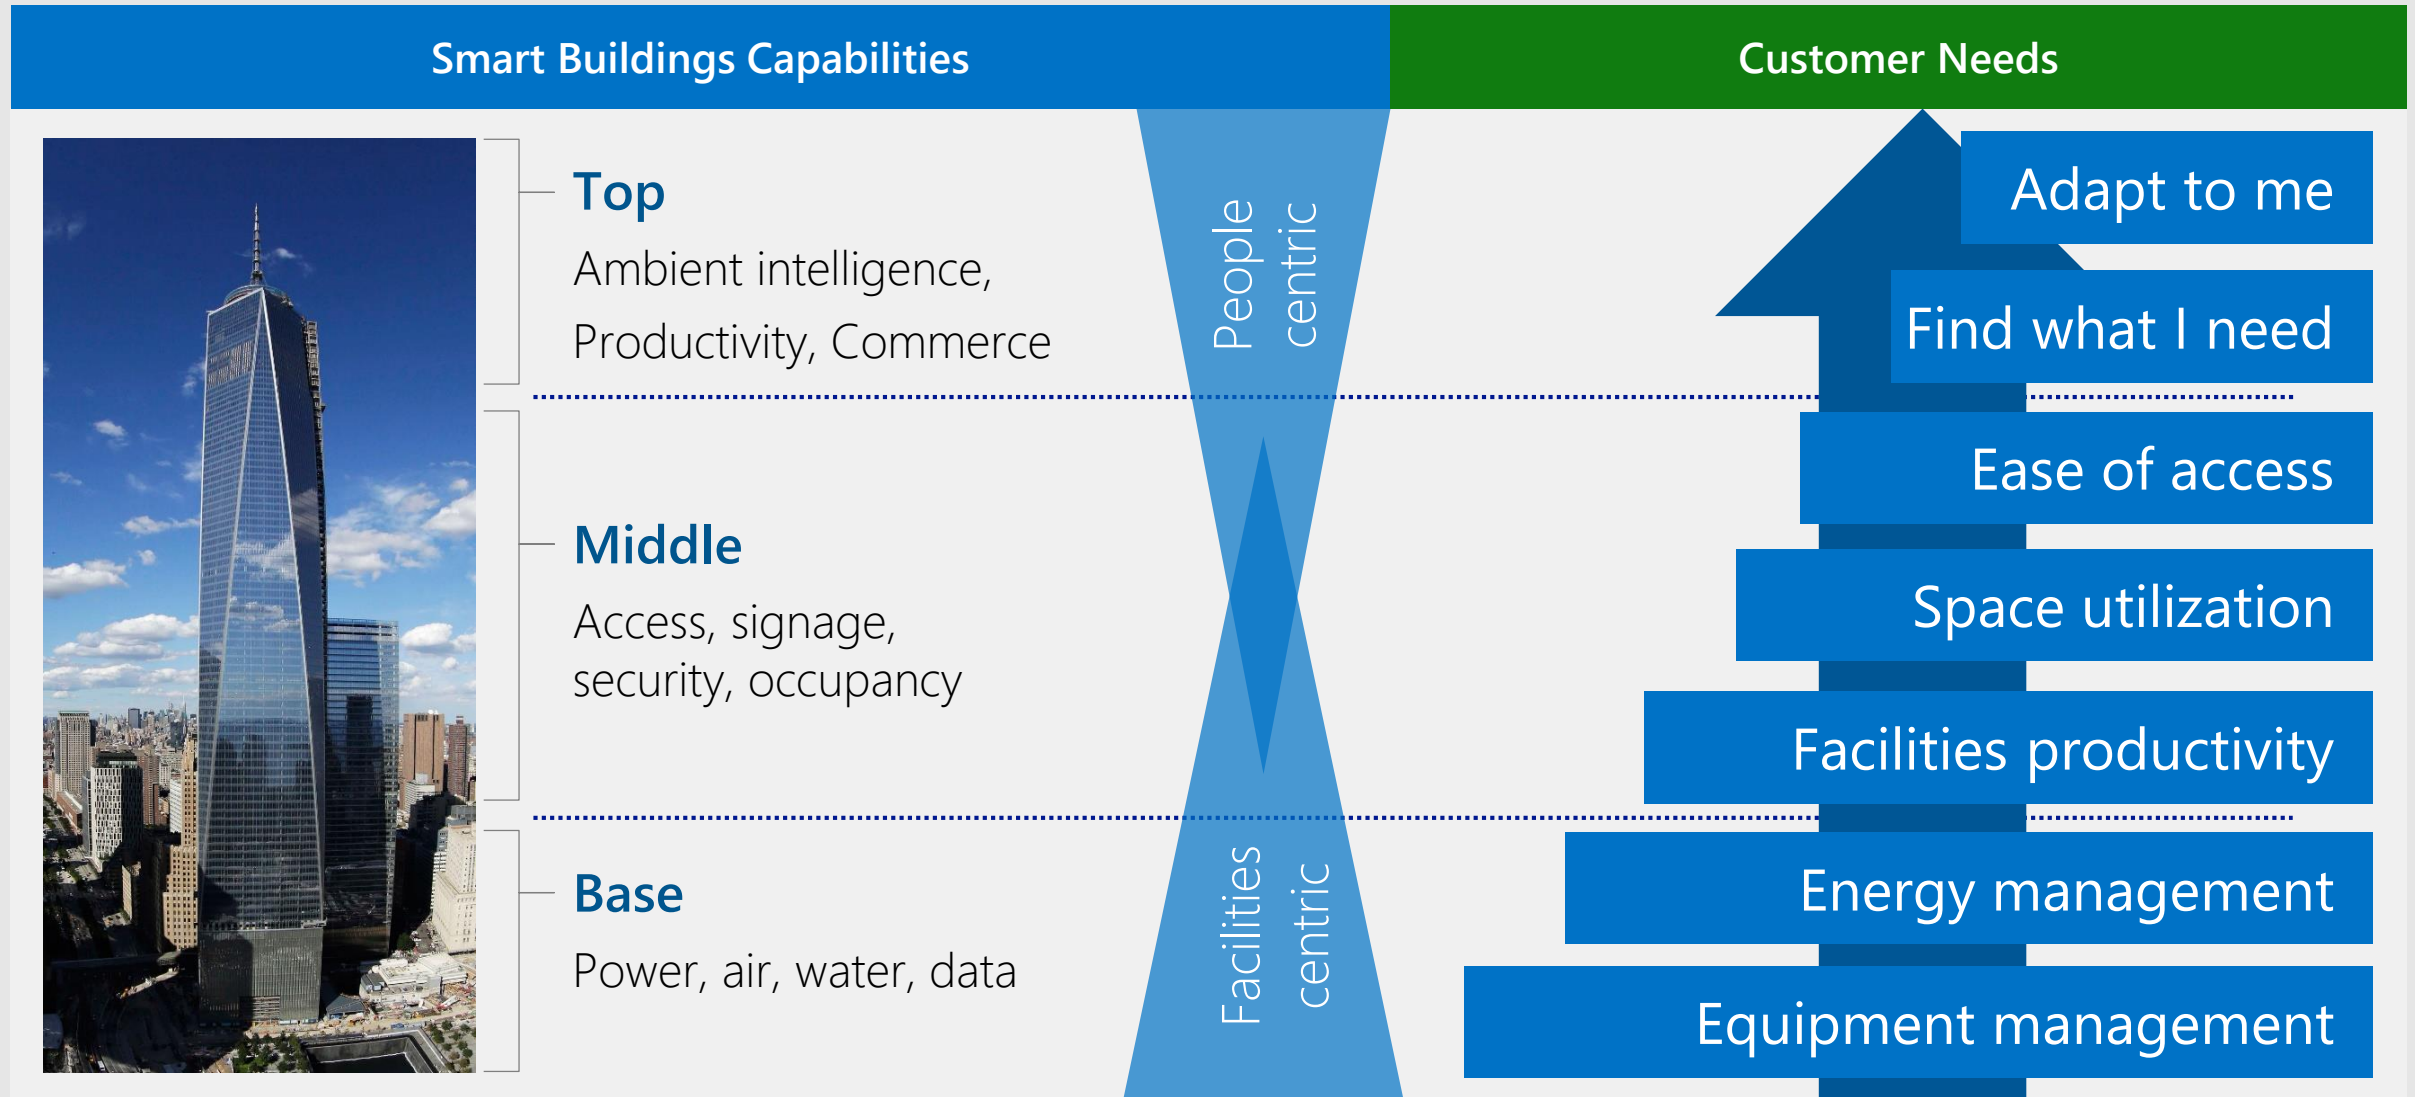 Smart Buildings Capabilities
Customer Needs
Top
Ambient intelligence,
Productivity, Commerce
Middle
Access, signage,
security, occupancy
Base
Power, air, water, data
People
centric
Facilities
centric
Adapt to me
Find what I need
Ease of access
Space utilization
Facilities productivity
Energy management
Equipment management